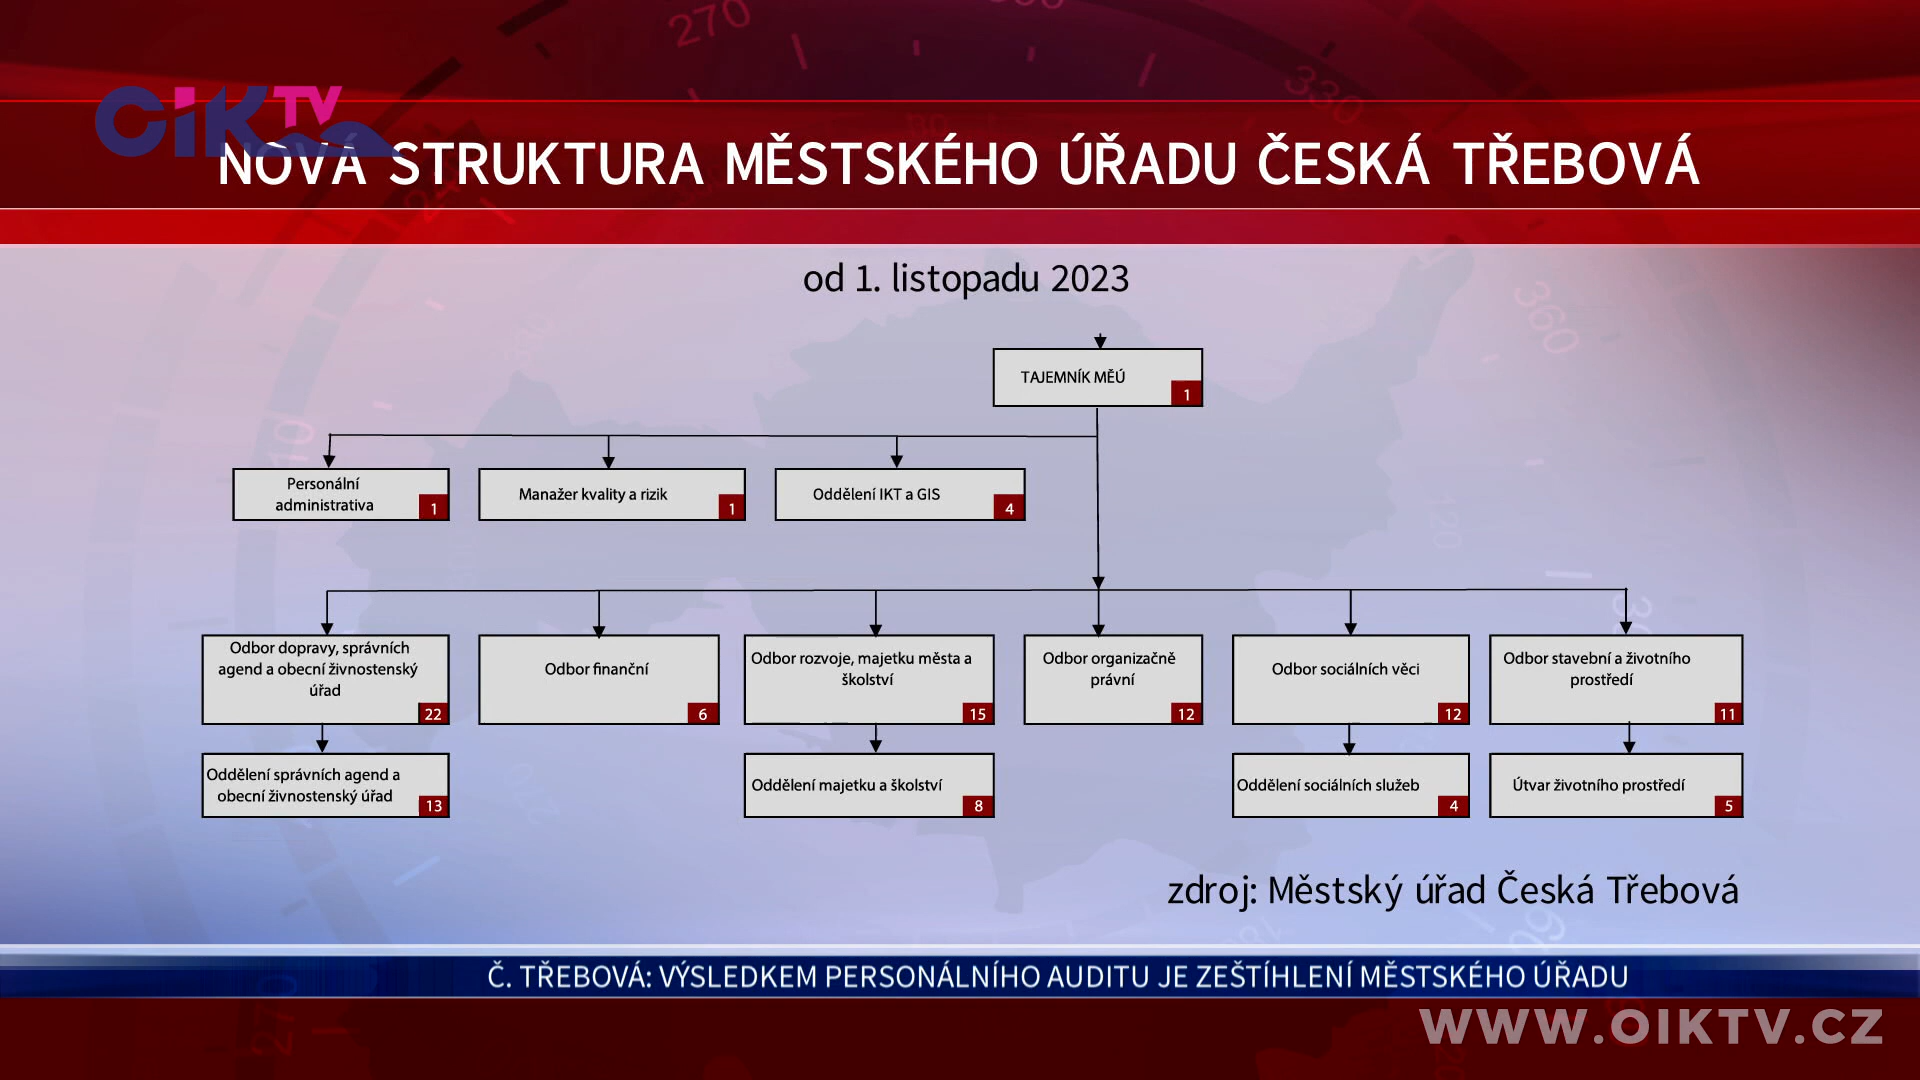 OIK TV
NOVÁ STRUKTURA MĚSTSKÉHO ÚŘADU ČESKÁ TŘEBOVÁ
od 1. listopadu 2023
TAJEMNÍK MĚÚ
1
Personální
administrativa
1
Manažer kvality a rizik
1
Oddělení IKT a GIS
4
Odbor dopravy, správních
agend a obecní živnostenský
úřad
22
Odbor finanční
6
Odbor rozvoje, majetku města a
školství
15
Odbor organizačně
právní
12
Odbor sociálních věci
12
Odbor stavební a životního
prostředí
11
Oddělení správních agend a
obecní živnostenský úřad
13
Oddělení majetku a školství
8
Oddělení sociálních služeb
4
Útvar životního prostředí
5
zdroj: Městský úřad Česká Třebová
Č. TŘEBOVÁ: VÝSLEDKEM PERSONÁLNÍHO AUDITU JE ZEŠTÍHLENÍ MĚSTSKÉHO ÚŘADU
WWW.OIKTV.CZ